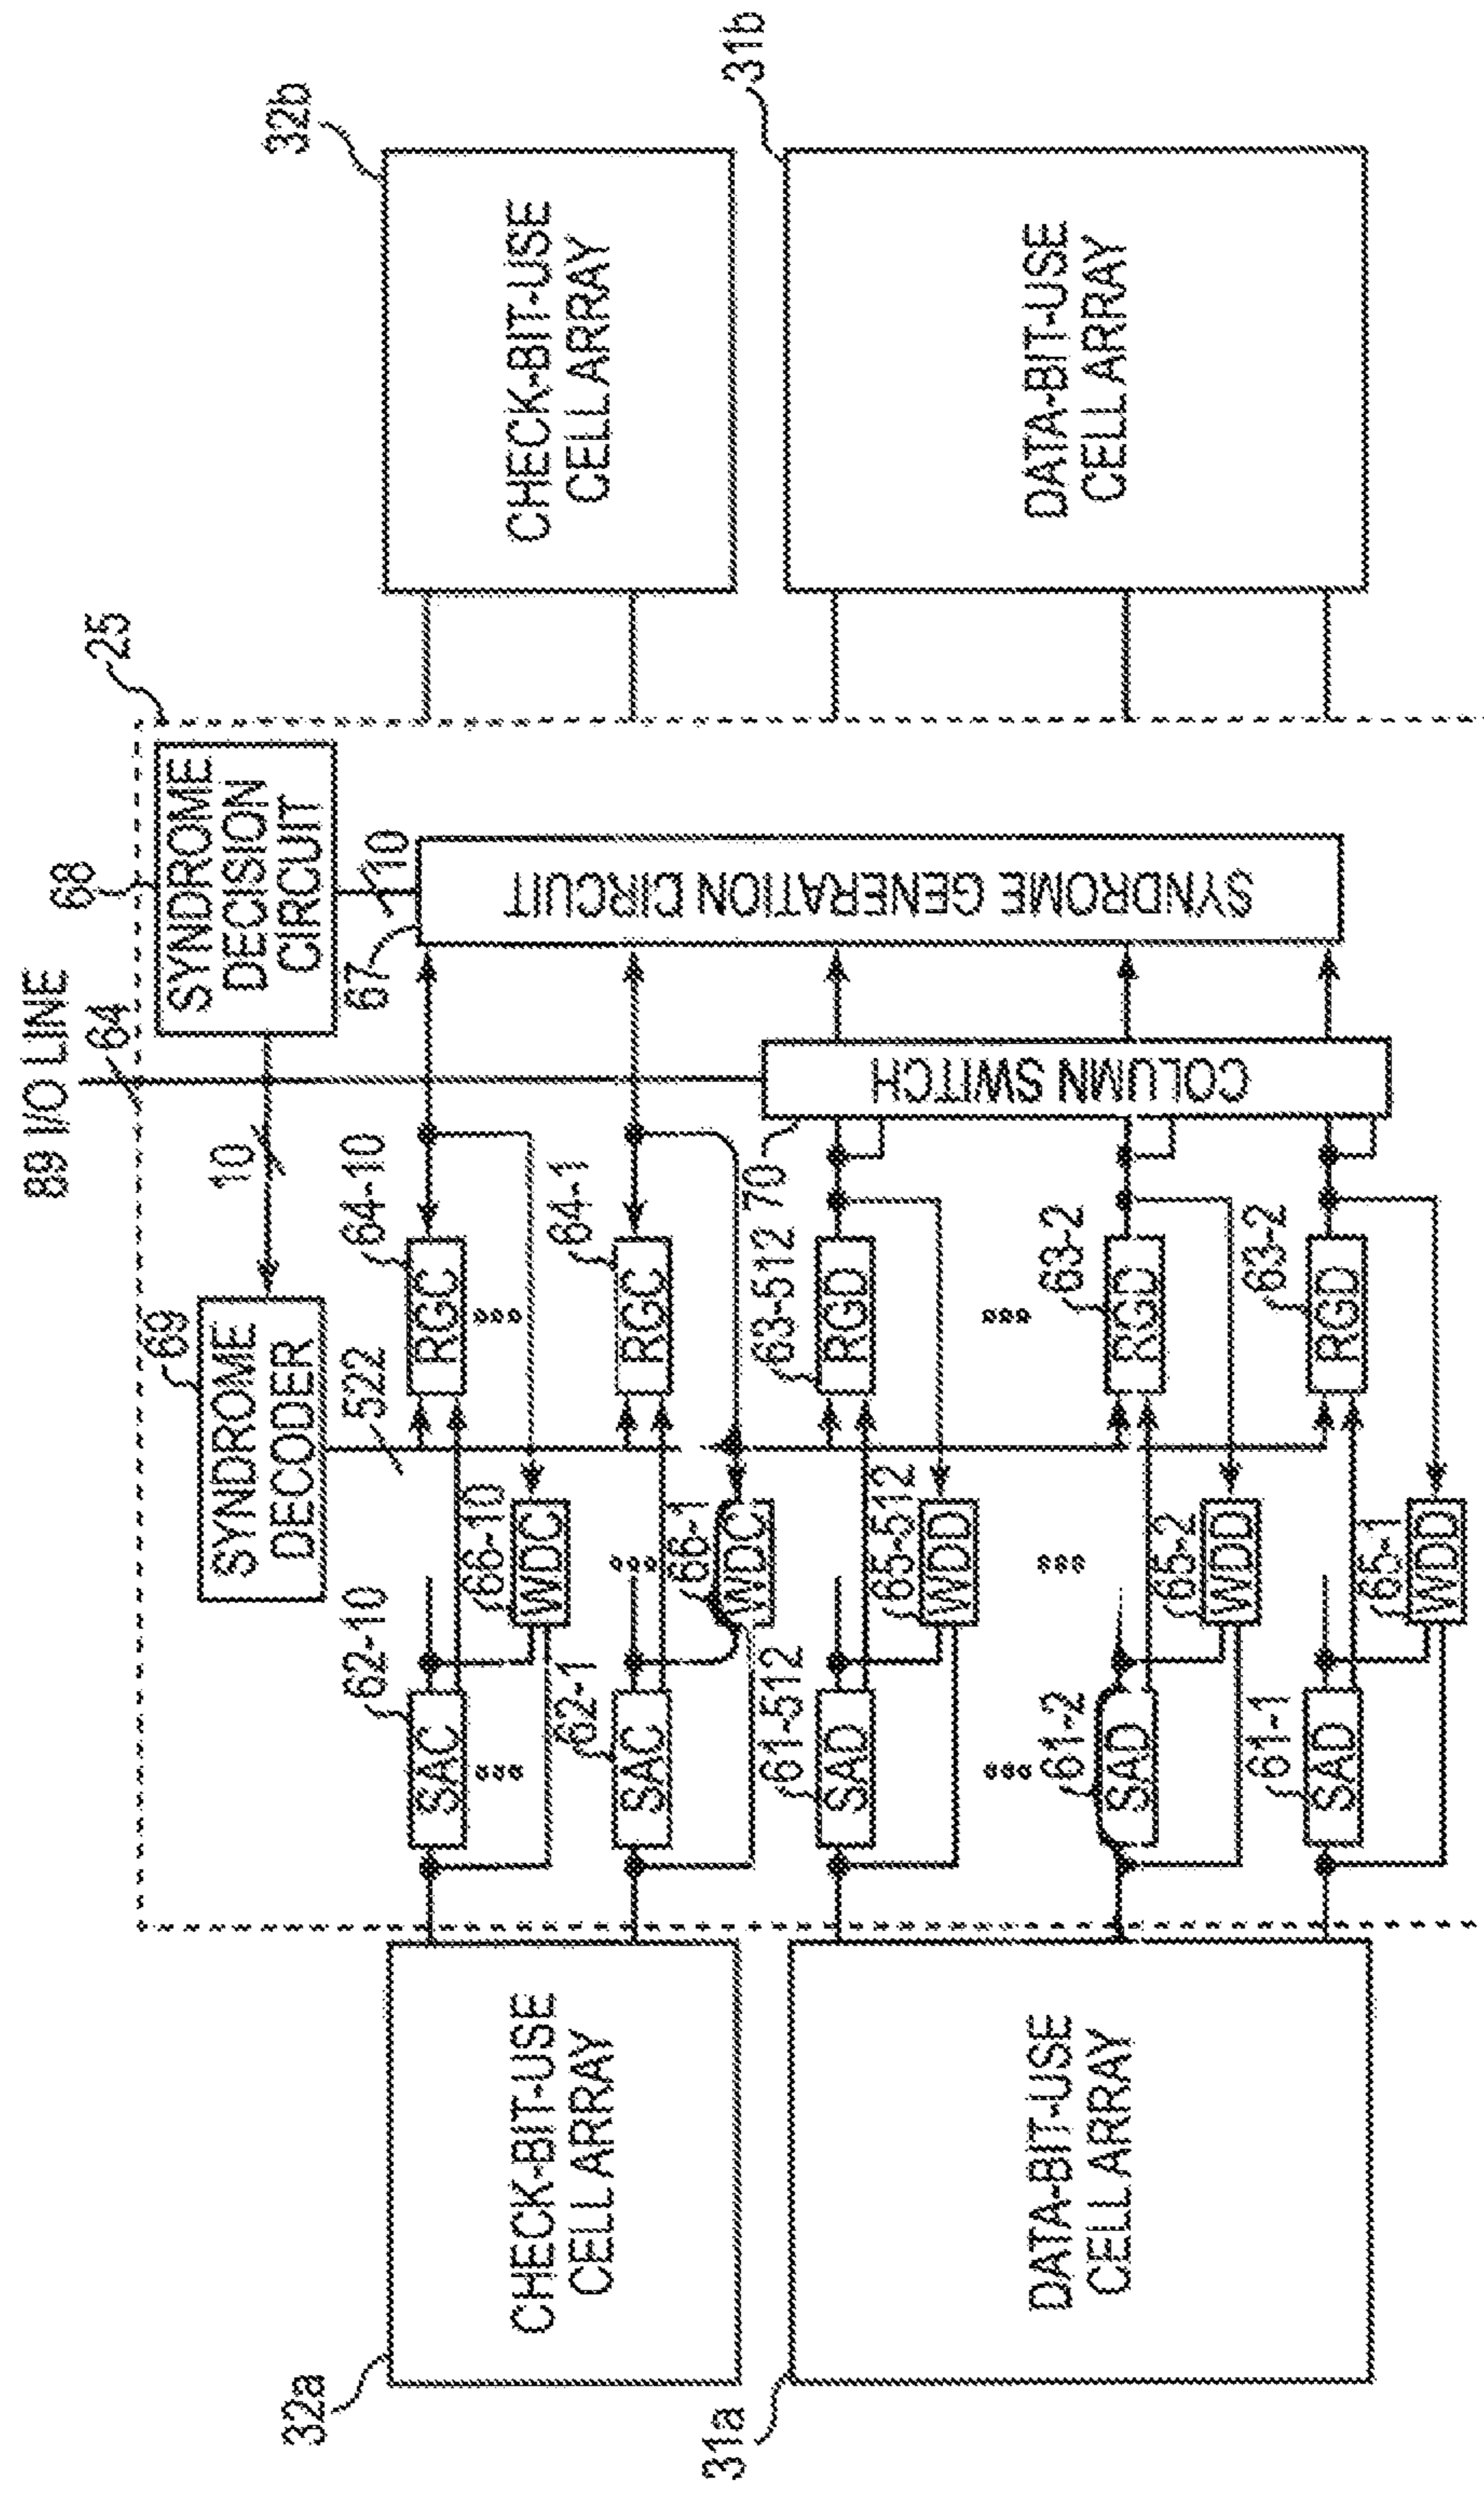 89 I/O LINE
64
25
68
SYNDROME
DECISION
CIRCUIT
10
69
SYNDROME
DECODER
10
67
522
32a
CHECK-BIT-USE
CELL ARRAY
62-10
SAC
66-10
WDC
64-10
RGC
32b
CHECK-BIT-USE
CELL ARRAY
62-1
SAC
66-1
WDC
64-1
RGC
SYNDROME GENERATION CIRCUIT
70
COLUMN SWITCH
31a
DATA-BIT-USE
CELL ARRAY
61-512
SAD
65-512
WDD
63-512
RGD
31b
DATA-BIT-USE
CELL ARRAY
61-2
SAD
65-2
WDD
63-2
RGD
61-1
SAD
65-1
WDD
63-2
RGD